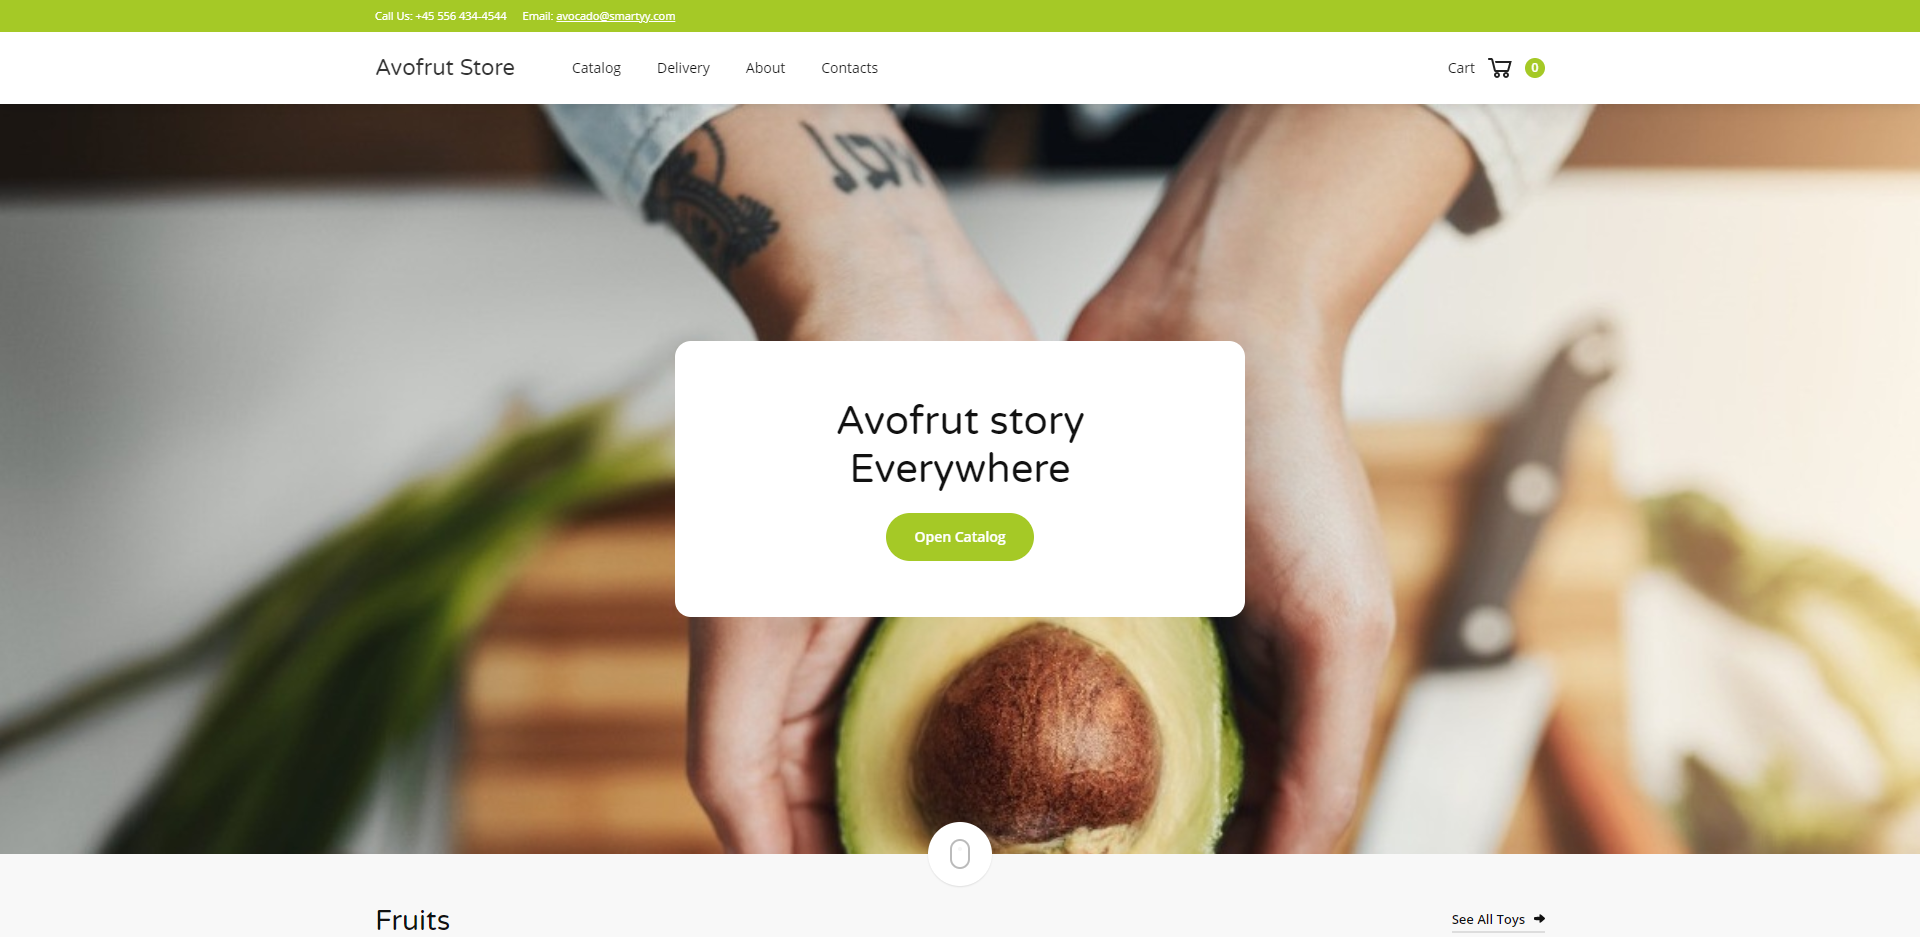 Call Us: +45 556 434-4544 Email: avocado@smartyy.com
Avofrut Store Catalog Delivery About Contacts Cart 0
Avofrut story
Everywhere
Open Catalog
Fruits
See All Toys